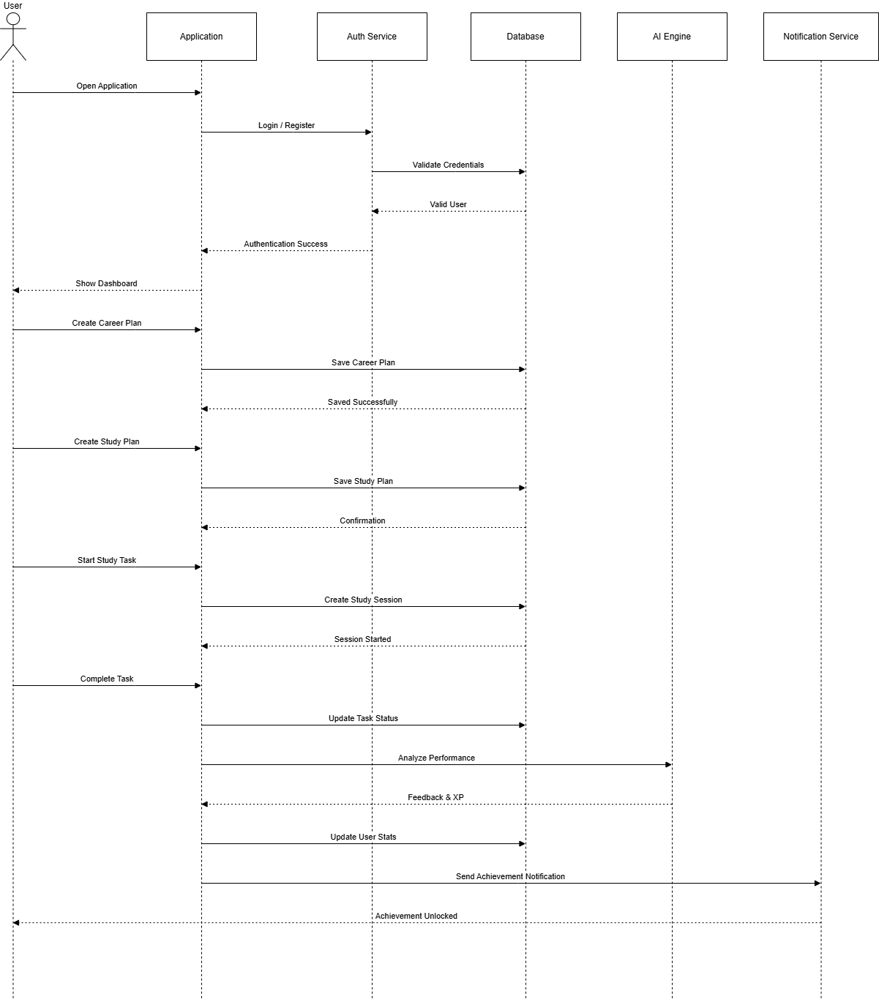 User
Application
Auth Service
Database
AI Engine
Notification Service
Open Application
Login / Register
Validate Credentials
Valid User
Authentication Success
Show Dashboard
Create Career Plan
Save Career Plan
Saved Successfully
Create Study Plan
Save Study Plan
Confirmation
Start Study Task
Create Study Session
Session Started
Complete Task
Update Task Status
Analyze Performance
Feedback & XP
Update User Stats
Send Achievement Notification
Achievement Unlocked